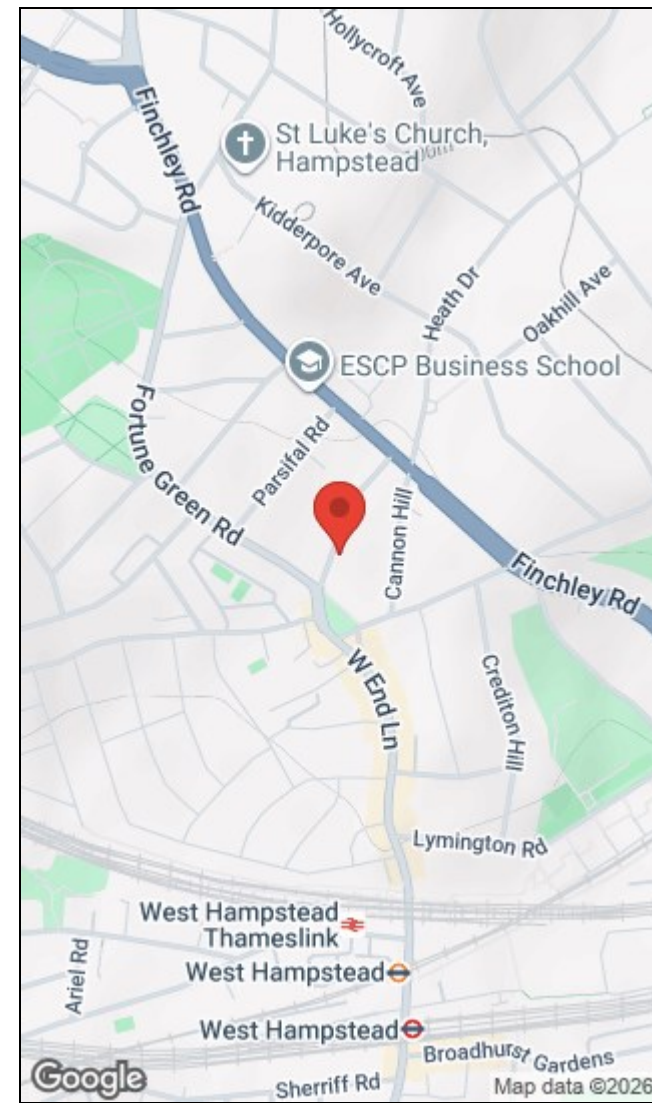 Hollycroft Ave
St Luke's Church,
Hampstead
Finchley Rd
Kidderpore Ave
Heath Dr
Oakhill Ave
ESCP Business School
Fortune Green Rd
Parsifal Rd
Cannon Hill
Finchley Rd
W End Ln
Crediton Hill
Lymington Rd
West Hampstead
Thameslink
Ariel Rd
West Hampstead
West Hampstead
Broadhurst Gardens
Google
Sherriff Rd
Map data ©2026